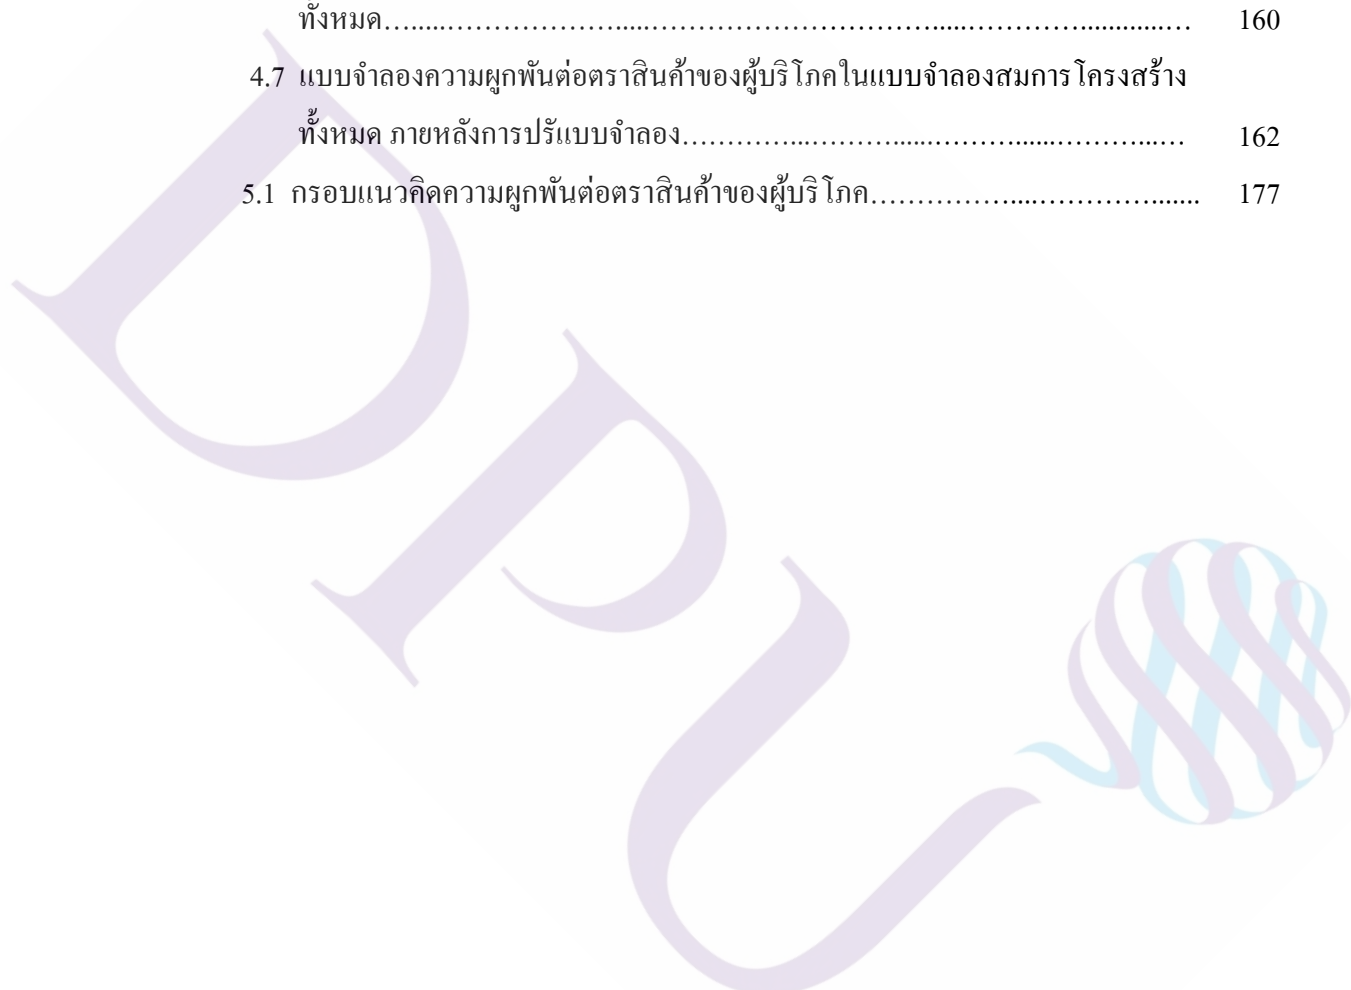 ทั้งหมด…......…………………......…………………………………......……………............… 160
4.7 แบบจำลองความผูกพันต่อตราสินค้าของผู้บริโภคในแบบจำลองสมการโครงสร้าง
ทั้งหมด ภายหลังการปรัแบบจำลอง…………...………......………......………...… 162
5.1 กรอบแนวคิดความผูกพันต่อตราสินค้าของผู้บริโภค……………....…………....... 177
DPU